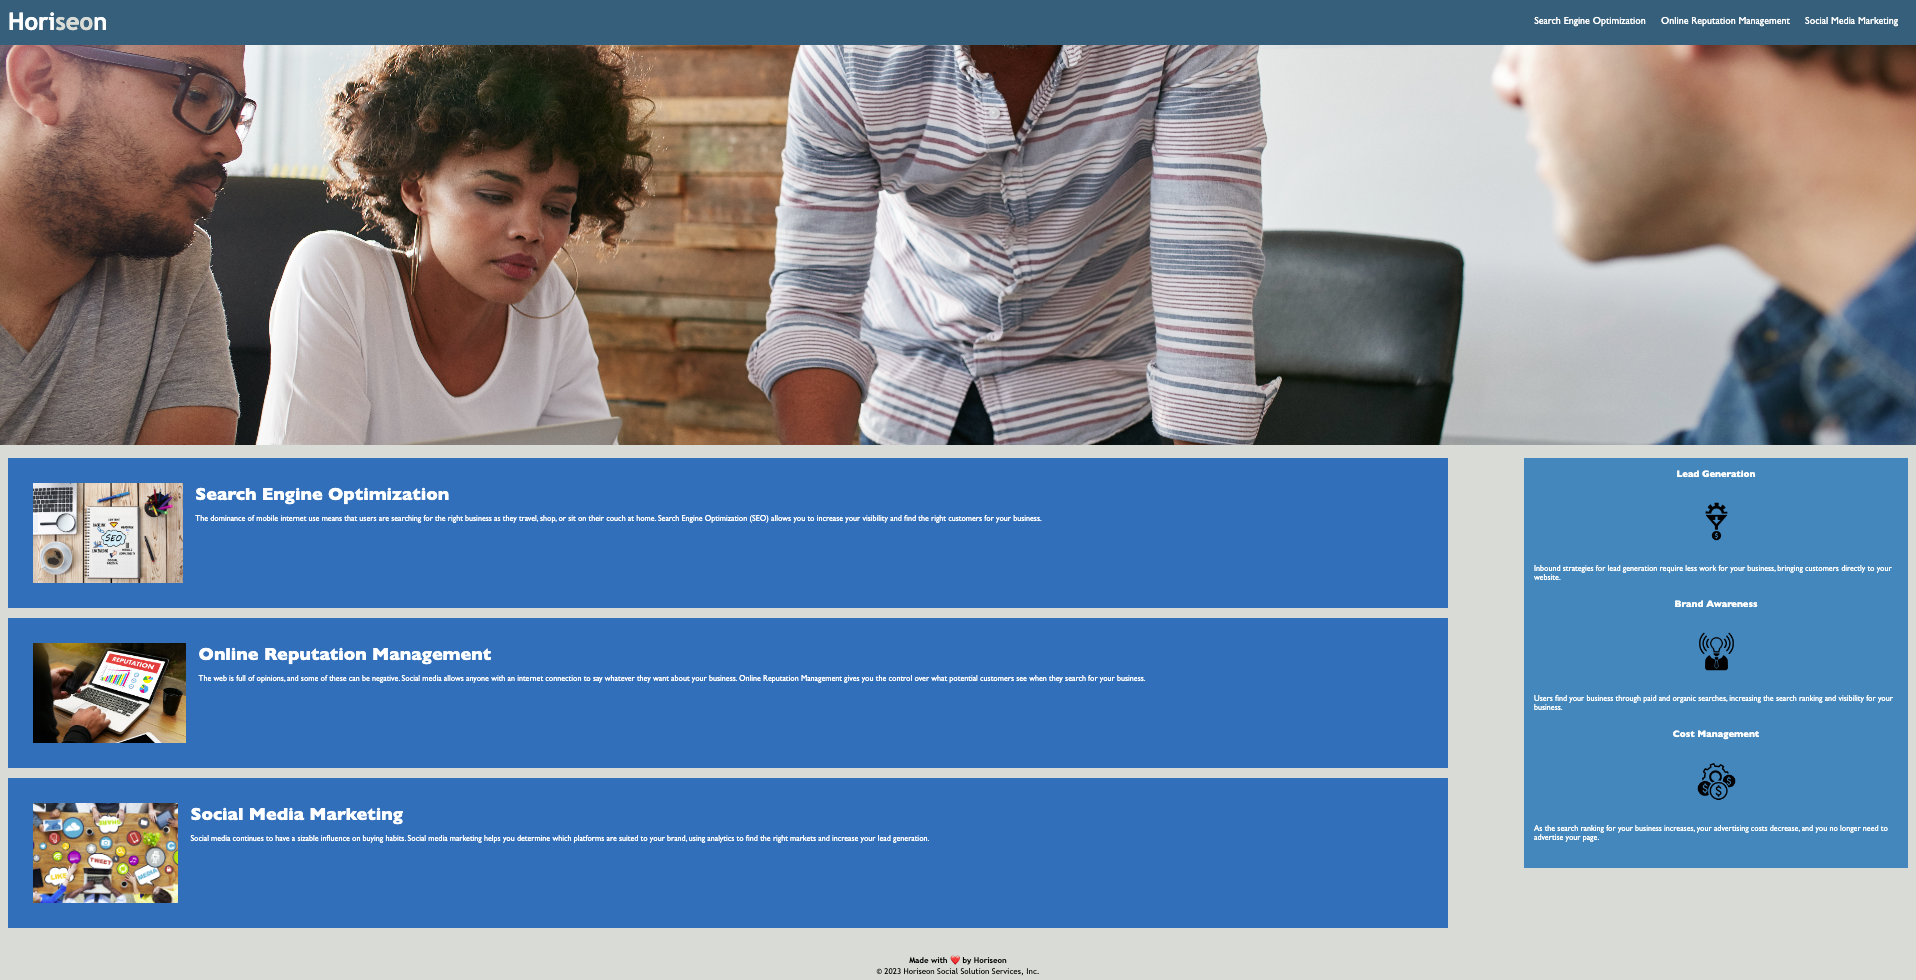 Horiseon
Search Engine Optimization
Online Reputation Management
Social Media Marketing
Search Engine Optimization
The dominance of mobile internet use means that users are searching for the right business as they travel, shop, or sit on their couch at home. Search Engine Optimization (SEO) allows you to increase your visibility and find the right customers for your business.
SEO
Online Reputation Management
The web is full of opinions, and some of these can be negative. Social media allows anyone with an internet connection to say whatever they want about your business. Online Reputation Management gives you the control over what potential customers see when they search for your business.
REPUTATION
Social Media Marketing
Social media continues to have a sizable influence on buying habits. Social media marketing helps you determine which platforms are suited to your brand, using analytics to find the right markets and increase your lead generation.
TWEET
LIKE
MEDIA
Lead Generation
Inbound strategies for lead generation require less work for your business, bringing customers directly to your
website.
Brand Awareness
Users find your business through paid and organic searches, increasing the search ranking and visibility for your
business.
Cost Management
As the search ranking for your business increases, your advertising costs decrease, and you no longer need to
advertise your page.
Made with ❤️ by Horiseon
© 2023 Horiseon Social Solution Services, Inc.